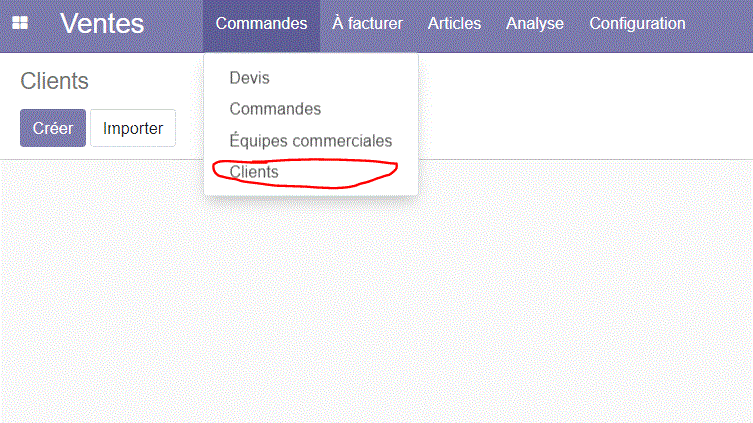 Ventes Commandes À facturer Articles Analyse Configuration
Clients
Créer Importer
Devis
Commandes
Équipes commerciales
Clients